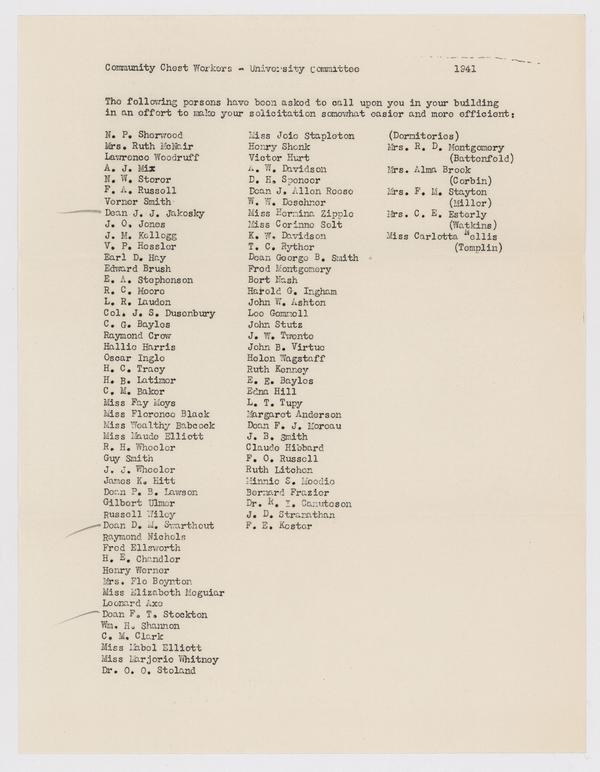 Community Chest Workers - University Committee 1941
The following persons have been asked to call upon you in your building
in an effort to make your solicitation somewhat easier and more efficient:
N. P. Sherwood
Mrs. Ruth McNair
Lawrence Woodruff
A. J. Mix
N. W. Storer
F. A. Russell
Verner Smith
Dean J. J. Jakosky
J. O. Jones
J. M. Kellogg
V. P. Hessler
Earl D. Hay
Edward Brush
E. A. Stephenson
R. C. Moore
L. R. Laudon
Col. J. S. Dusenbury
C. G. Bayles
Raymond Crow
Hallie Harris
Oscar Ingle
H. C. Tracy
H. B. Latimer
C. M. Baker
Miss Fay Moys
Miss Florence Black
Miss Wealthy Babcock
Miss Maude Elliott
R. H. Wheeler
Guy Smith
J. J. Wheeler
James K. Hitt
Dean P. B. Lawson
Gilbert Ulmer
Russell Wiley
Dean D. M. Swarthout
Raymond Nichols
Fred Ellsworth
H. E. Chandler
Henry Werner
Mrs. Flo Boynton
Miss Elizabeth Meguiar
Leonard Axe
Dean F. T. Stockton
Wm. H. Shannon
C. M. Clark
Miss Mabel Elliott
Miss Marjorie Whitney
Dr. O. O. Stoland
Miss Joie Stapleton
Henry Shenk
Victor Hurt
A. W. Davidson
D. H. Spencer
Dean J. Allen Reese
W. W. Deschner
Miss Hermina Zipple
Miss Corinne Solt
K. W. Davidson
T. C. Ryther
Dean George B. Smith
Fred Montgomery
Bert Nash
Harold G. Ingham
John W. Ashton
Leo Gemmell
John Stutz
J. W. Twente
John B. Virtue
Helen Wagstaff
Ruth Kenney
E. E. Bayles
Edna Hill
L. T. Tupy
Margaret Anderson
Dean F. J. Moreau
J. B. Smith
Claude Hibbard
F. O. Russell
Ruth Litchen
Minnie S. Moodie
Bernard Frazier
Dr. R. I. Canuteson
J. D. Stranathan
F. E. Kester
(Dormitories)
Mrs. R. D. Montgomery
(Battenfeld)
Mrs. Alma Brook
(Corbin)
Mrs. F. M. Stayton
(Miller)
Mrs. C. E. Esterly
(Watkins)
Miss Carlotta Nellis
(Templin)